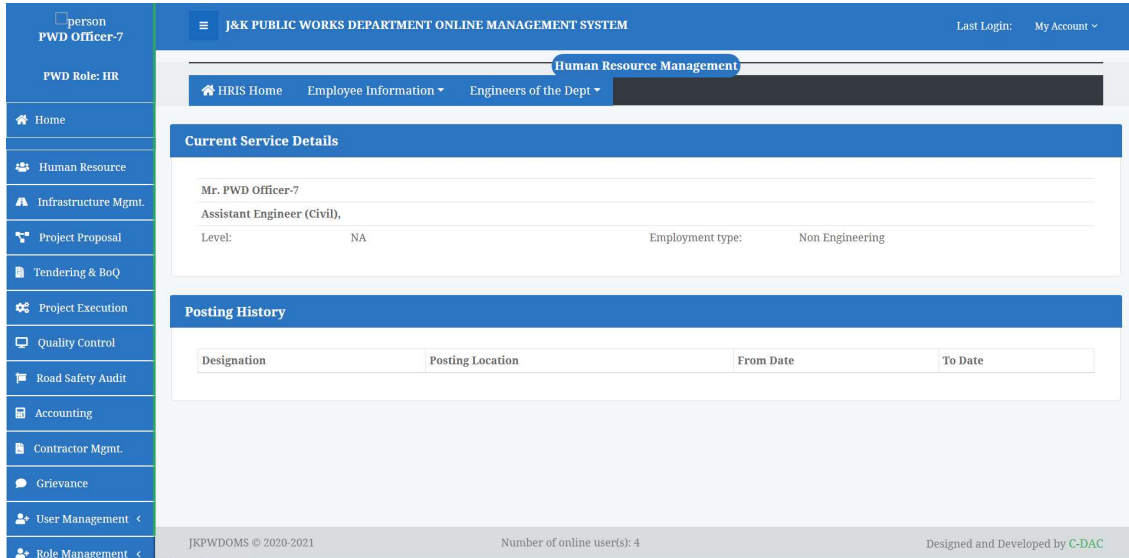 person
PWD Officer-7
PWD Role: HR
Home
Human Resource
Infrastructure Mgmt.
Project Proposal
Tendering & BoQ
Project Execution
Quality Control
Road Safety Audit
Accounting
Contractor Mgmt.
Grievance
User Management
Role Management
J&K PUBLIC WORKS DEPARTMENT ONLINE MANAGEMENT SYSTEM
Last Login: My Account
Human Resource Management
HRIS Home Employee Information Engineers of the Dept
Current Service Details
Mr. PWD Officer-7
Assistant Engineer (Civil),
Level: NA Employment type: Non Engineering
Posting History
Designation Posting Location From Date To Date
JKPWDOMS © 2020-2021 Number of online user(s): 4 Designed and Developed by C-DAC